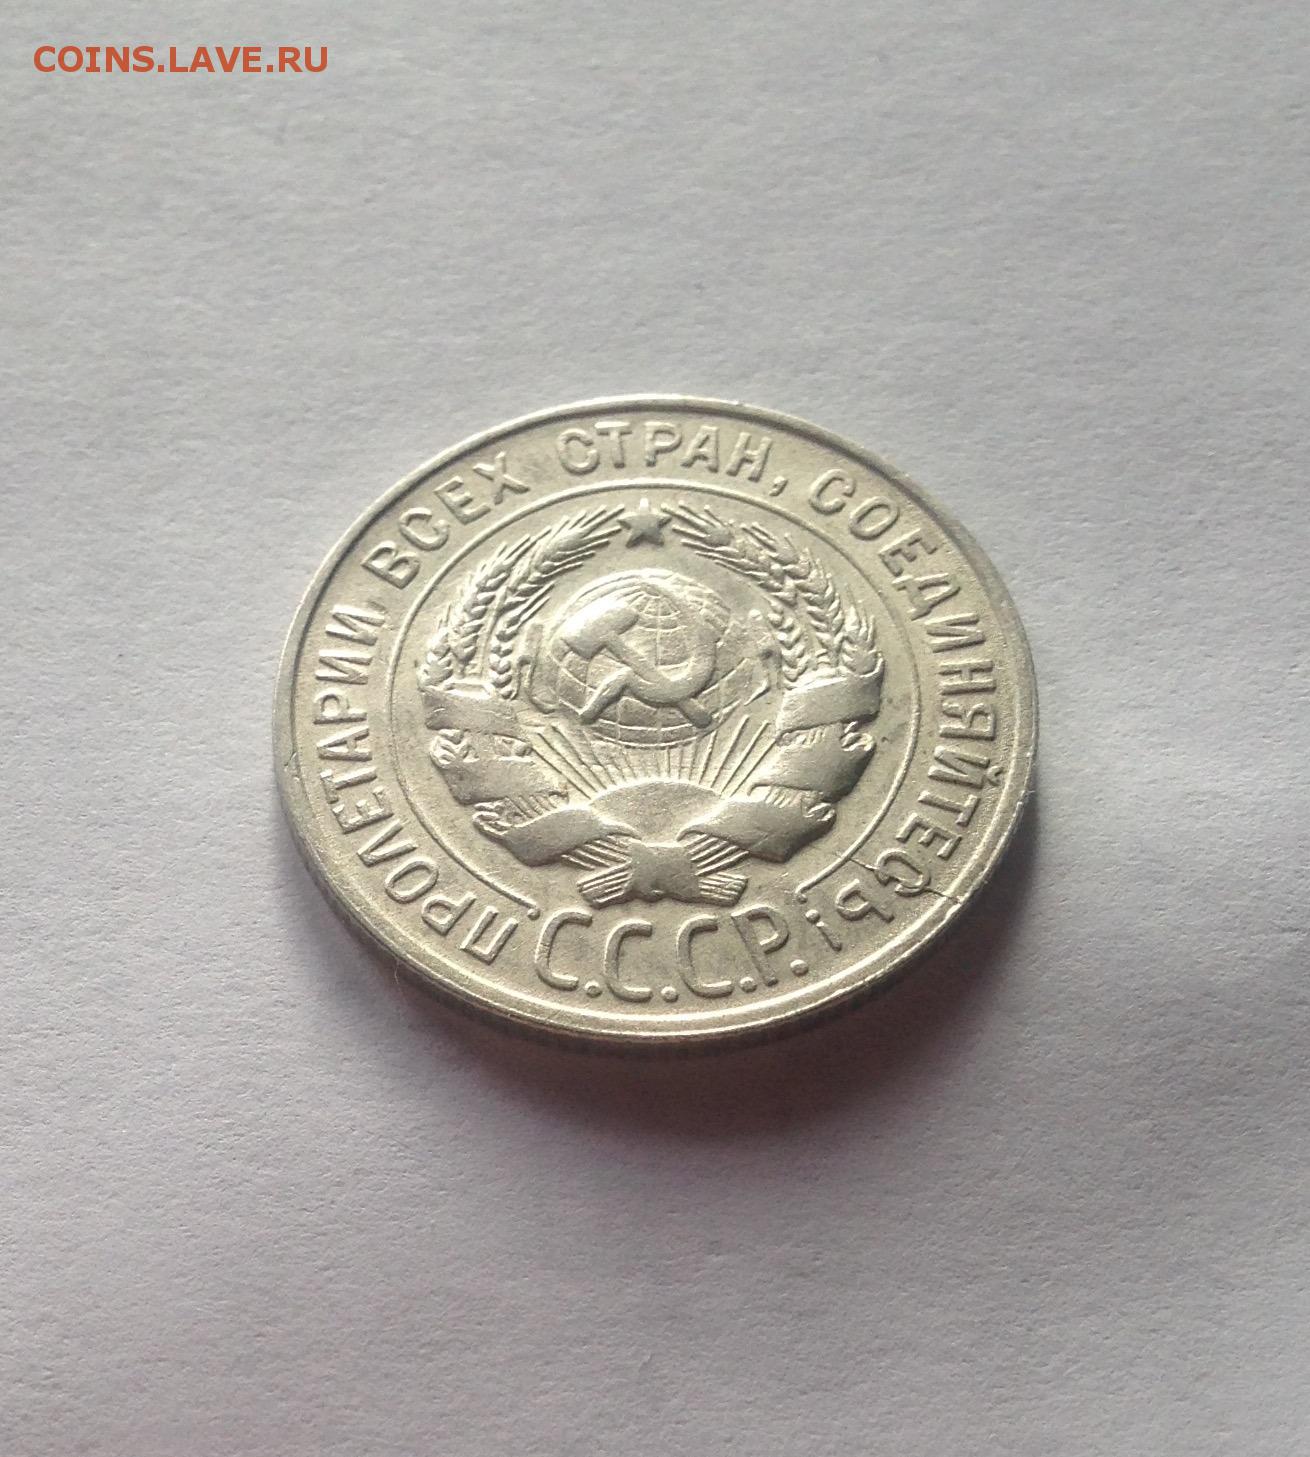 COINS.LAVE.RU
ПРОЛЕТАРИИ ВСЕХ СТРАН, СОЕДИНЯЙТЕСЬ!
С.С.С.Р.